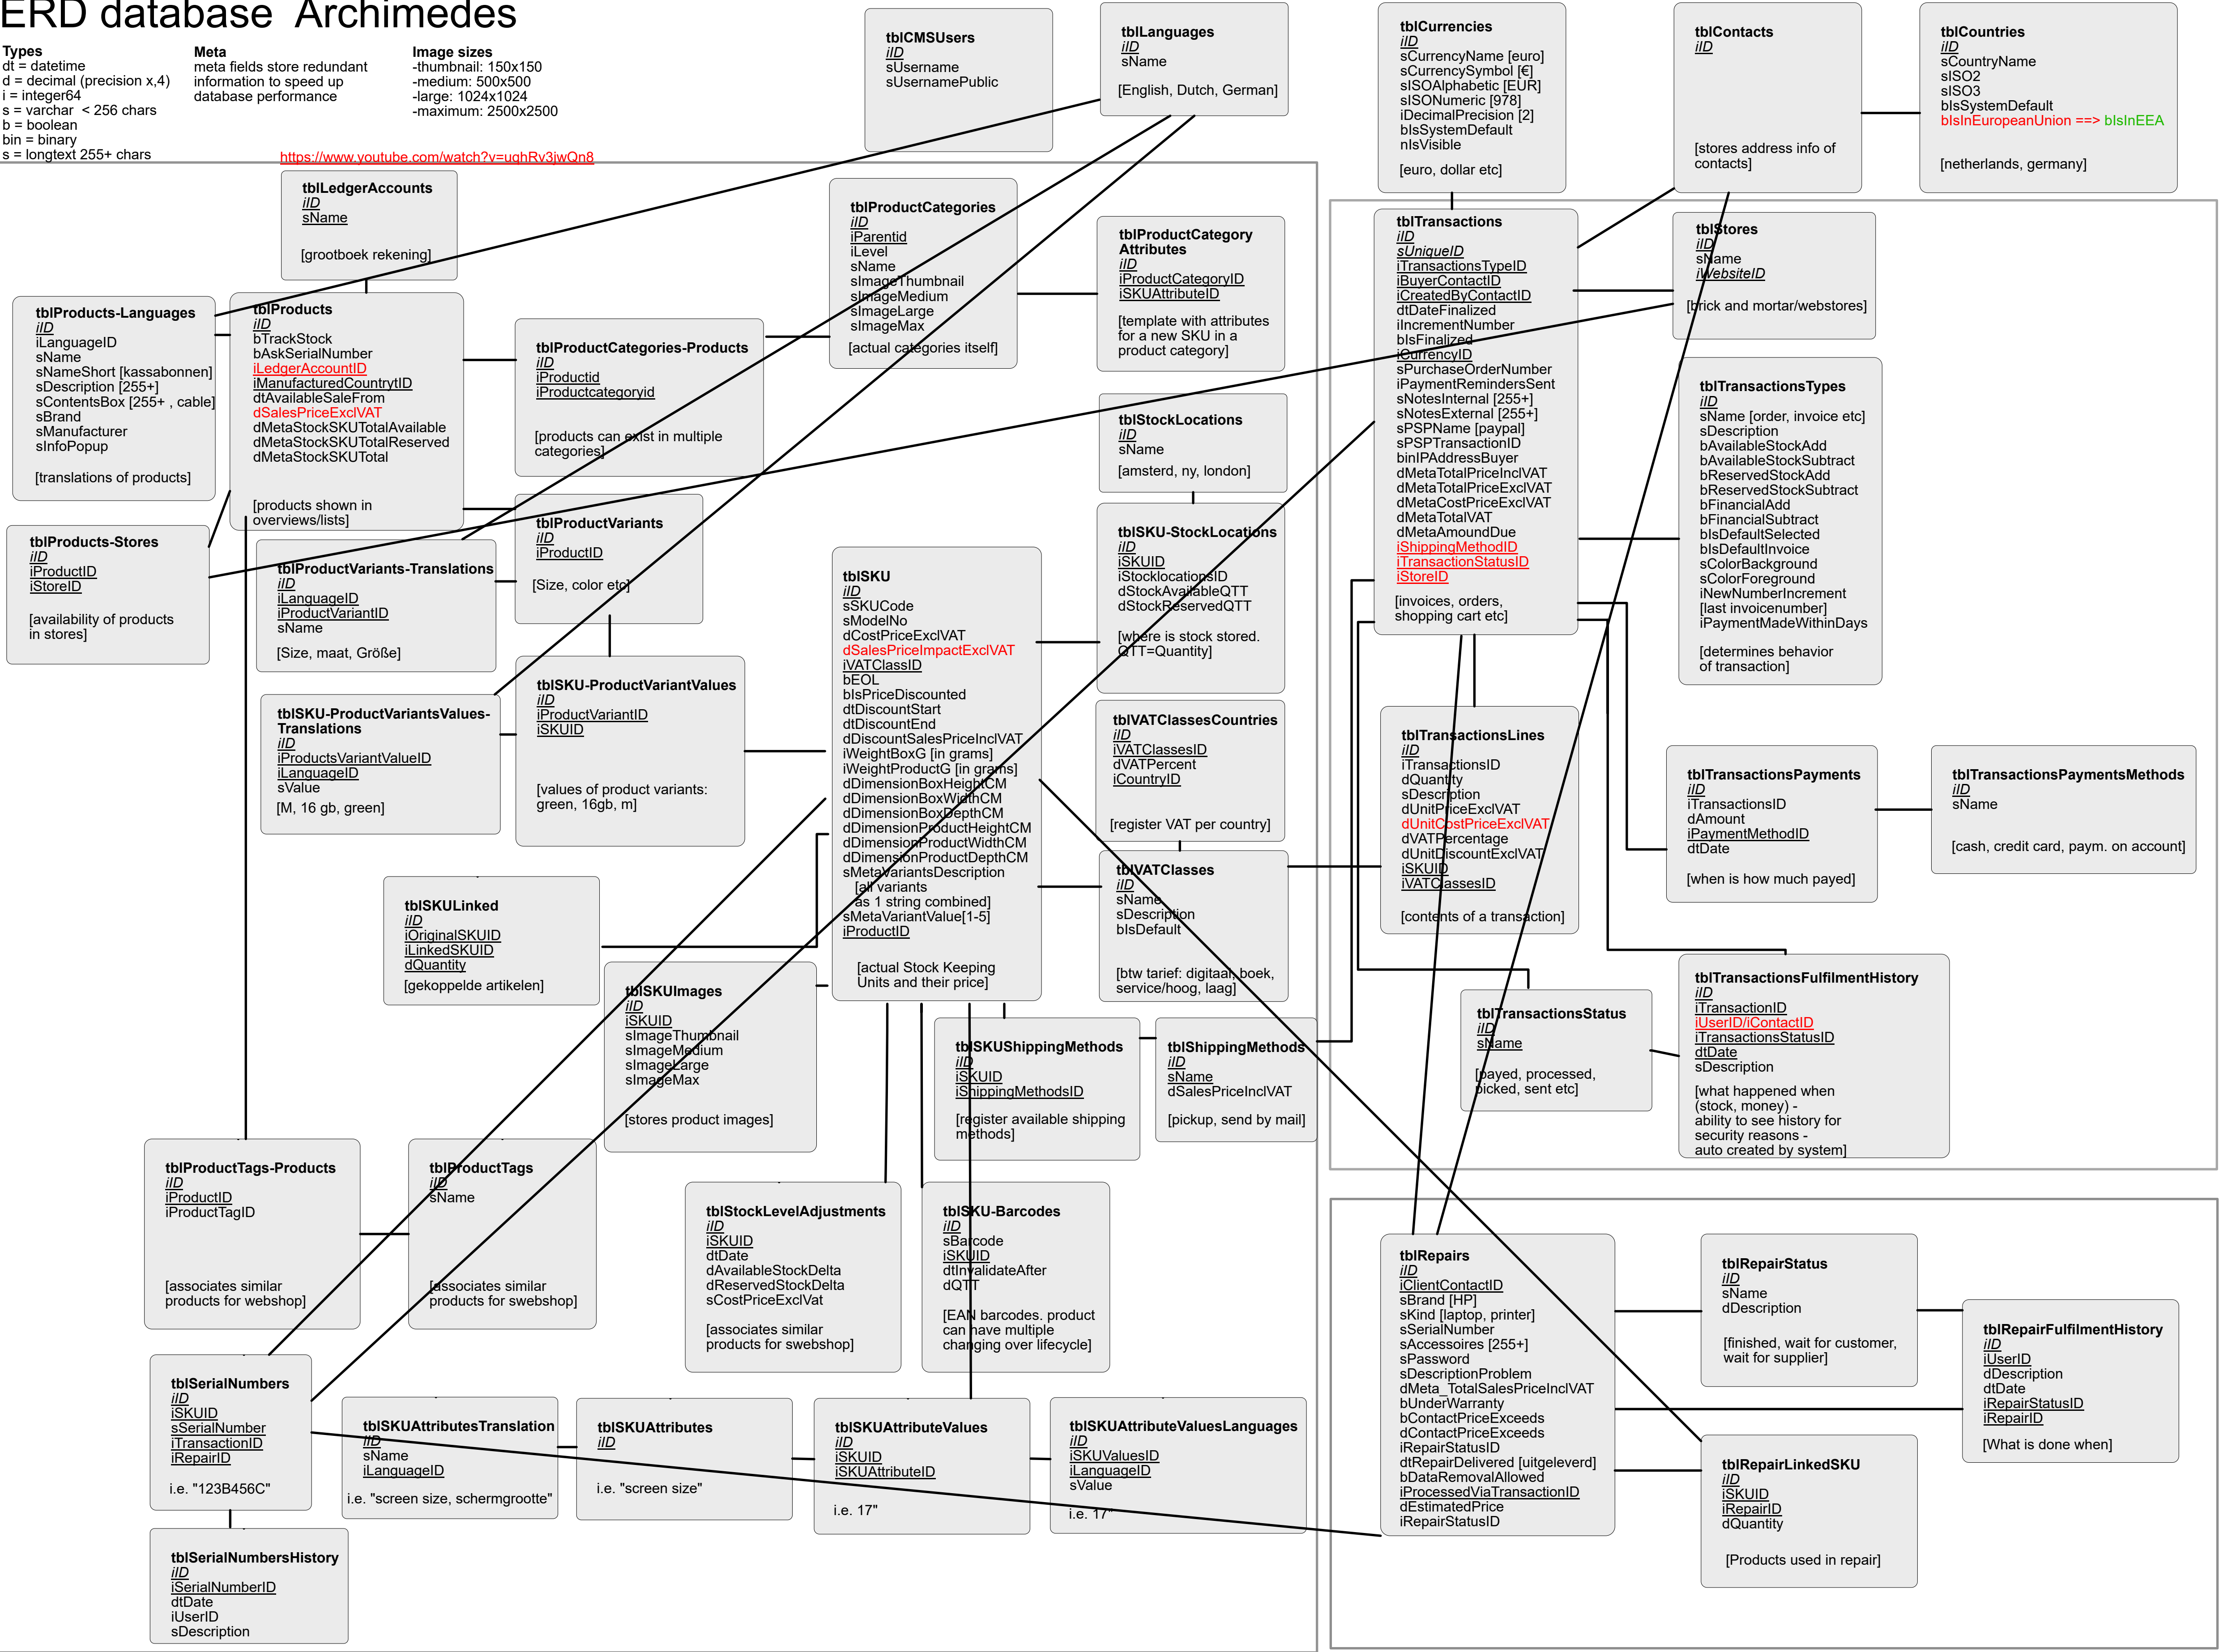 ERD database Archimedes
Types
dt = datetime
d = decimal (precision x,4)
i = integer64
s = varchar < 256 chars
b = boolean
bin = binary
s = longtext 255+ chars
Meta
meta fields store redundant
information to speed up
database performance
Image sizes
-thumbnail: 150x150
-medium: 500x500
-large: 1024x1024
-maximum: 2500x2500
https://www.youtube.com/watch?v=uqhRv3jwQn8
tblCMSUsers
iID
sUsername
sUsernamePublic
tblLanguages
iID
sName
[English, Dutch, German]
tblCurrencies
iID
sCurrencyName [euro]
sCurrencySymbol [€]
sISOAlphabetic [EUR]
sISONumeric [978]
iDecimalPrecision [2]
bIsSystemDefault
nIsVisible
[euro, dollar etc]
tblContacts
iID
[stores address info of
contacts]
tblCountries
iID
sCountryName
sISO2
sISO3
bIsSystemDefault
bIsInEuropeanUnion ==> bIsInEEA
[netherlands, germany]
tblLedgerAccounts
iID
sName
[grootboek rekening]
tblProducts-Languages
iID
iLanguageID
sName
sNameShort [kassabonnen]
sDescription [255+]
sContentsBox [255+ , cable]
sBrand
sManufacturer
sInfoPopup
[translations of products]
tblProducts
iID
bTrackStock
bAskSerialNumber
iLedgerAccountID
iManufacturedCountrytID
dtAvailableSaleFrom
dSalesPriceExclVAT
dMetaStockSKUTotalAvailable
dMetaStockSKUTotalReserved
dMetaStockSKUTotal
[products shown in
overviews/lists]
tblProductCategories-Products
iID
iProductid
iProductcategoryid
[products can exist in multiple
categories]
tblProductCategories
iID
iParentid
iLevel
sName
sImageThumbnail
sImageMedium
sImageLarge
sImageMax
[actual categories itself]
tblProductCategory
Attributes
iID
iProductCategoryID
iSKUAttributeID
[template with attributes
for a new SKU in a
product category]
tblTransactions
iID
sUniqueID
iTransactionsTypeID
iBuyerContactID
iCreatedByContactID
dtDateFinalized
iIncrementNumber
bIsFinalized
iCurrencyID
sPurchaseOrderNumber
iPaymentRemindersSent
sNotesInternal [255+]
sNotesExternal [255+]
sPSPName [paypal]
sPSPTransactionID
binIPAddressBuyer
dMetaTotalPriceInclVAT
dMetaTotalPriceExclVAT
dMetaCostPriceExclVAT
dMetaTotalVAT
dMetaAmoundDue
iShippingMethodID
iTransactionStatusID
iStoreID
[invoices, orders,
shopping cart etc]
tblStores
iID
sName
iWebsiteID
[brick and mortar/webstores]
tblTransactionsTypes
iID
sName [order, invoice etc]
sDescription
bAvailableStockAdd
bAvailableStockSubtract
bReservedStockAdd
bReservedStockSubtract
bFinancialAdd
bFinancialSubtract
bIsDefaultSelected
bIsDefaultInvoice
sColorBackground
sColorForeground
iNewNumberIncrement
[last invoicenumber]
iPaymentMadeWithinDays
[determines behavior
of transaction]
tblProducts-Stores
iID
iProductID
iStoreID
[availability of products
in stores]
tblProductVariants-Translations
iID
iLanguageID
iProductVariantID
sName
[Size, maat, Größe]
tblProductVariants
iID
iProductID
[Size, color etc]
tblStockLocations
iID
sName
[amsterd, ny, london]
tblSKU-StockLocations
iID
iSKUID
iStocklocationsID
dStockAvailableQTT
dStockReservedQTT
[where is stock stored.
QTT=Quantity]
tblSKU
iID
sSKUCode
sModelNo
dCostPriceExclVAT
dSalesPriceImpactExclVAT
iVATClassID
bEOL
bIsPriceDiscounted
dtDiscountStart
dtDiscountEnd
dDiscountSalesPriceInclVAT
iWeightBoxG [in grams]
iWeightProductG [in grams]
dDimensionBoxHeightCM
dDimensionBoxWidthCM
dDimensionBoxDepthCM
dDimensionProductHeightCM
dDimensionProductWidthCM
dDimensionProductDepthCM
sMetaVariantsDescription
[all variants
as 1 string combined]
sMetaVariantValue[1-5]
iProductID
[actual Stock Keeping
Units and their price]
tblSKU-ProductVariantsValues-
Translations
iID
iProductsVariantValueID
iLanguageID
sValue
[M, 16 gb, green]
tblSKU-ProductVariantValues
iID
iProductVariantID
iSKUID
[values of product variants:
green, 16gb, m]
tblVATClassesCountries
iID
iVATClassesID
dVATPercent
iCountryID
[register VAT per country]
tblVATClasses
iID
sName
sDescription
bIsDefault
[btw tarief: digitaal, boek,
service/hoog, laag]
tblTransactionsLines
iID
iTransactionsID
dQuantity
sDescription
dUnitPriceExclVAT
dUnitCostPriceExclVAT
dVATPercentage
dUnitDiscountExclVAT
iSKUID
iVATClassesID
[contents of a transaction]
tblTransactionsPayments
iID
iTransactionsID
dAmount
iPaymentMethodID
dtDate
[when is how much payed]
tblTransactionsPaymentsMethods
iID
sName
[cash, credit card, paym. on account]
tblSKULinked
iID
iOriginalSKUID
iLinkedSKUID
dQuantity
[gekoppelde artikelen]
tblSKUImages
iID
iSKUID
sImageThumbnail
sImageMedium
sImageLarge
sImageMax
[stores product images]
tblSKUShippingMethods
iID
iSKUID
iShippingMethodsID
[register available shipping
methods]
tblShippingMethods
iID
sName
dSalesPriceInclVAT
[pickup, send by mail]
tblTransactionsStatus
iID
sName
[payed, processed,
picked, sent etc]
tblTransactionsFulfilmentHistory
iID
iTransactionID
iUserID/iContactID
iTransactionsStatusID
dtDate
sDescription
[what happened when
(stock, money) -
ability to see history for
security reasons -
auto created by system]
tblProductTags-Products
iID
iProductID
iProductTagID
[associates similar
products for webshop]
tblProductTags
iID
sName
[associates similar
products for swebshop]
tblStockLevelAdjustments
iID
iSKUID
dtDate
dAvailableStockDelta
dReservedStockDelta
sCostPriceExclVat
[associates similar
products for swebshop]
tblSKU-Barcodes
iID
sBarcode
iSKUID
dtInvalidateAfter
dQTT
[EAN barcodes. product
can have multiple
changing over lifecycle]
tblRepairs
iID
iClientContactID
sBrand [HP]
sKind [laptop, printer]
sSerialNumber
sAccessoires [255+]
sPassword
sDescriptionProblem
dMeta_TotalSalesPriceInclVAT
bUnderWarranty
bContactPriceExceeds
dContactPriceExceeds
iRepairStatusID
dtRepairDelivered [uitgeleverd]
bDataRemovalAllowed
iProcessedViaTransactionID
dEstimatedPrice
iRepairStatusID
tblRepairStatus
iID
sName
dDescription
[finished, wait for customer,
wait for supplier]
tblRepairFulfilmentHistory
iID
iUserID
dDescription
dtDate
iRepairStatusID
iRepairID
[What is done when]
tblSerialNumbers
iID
iSKUID
sSerialNumber
iTransactionID
iRepairID
i.e. "123B456C"
tblSKUAttributesTranslation
iID
sName
iLanguageID
i.e. "screen size, schermgrootte"
tblSKUAttributes
iID
i.e. "screen size"
tblSKUAttributeValues
iID
iSKUID
iSKUAttributeID
i.e. 17"
tblSKUAttributeValuesLanguages
iID
iSKUValuesID
iLanguageID
sValue
i.e. 17"
tblRepairLinkedSKU
iID
iSKUID
iRepairID
dQuantity
[Products used in repair]
tblSerialNumbersHistory
iID
iSerialNumberID
dtDate
iUserID
sDescription